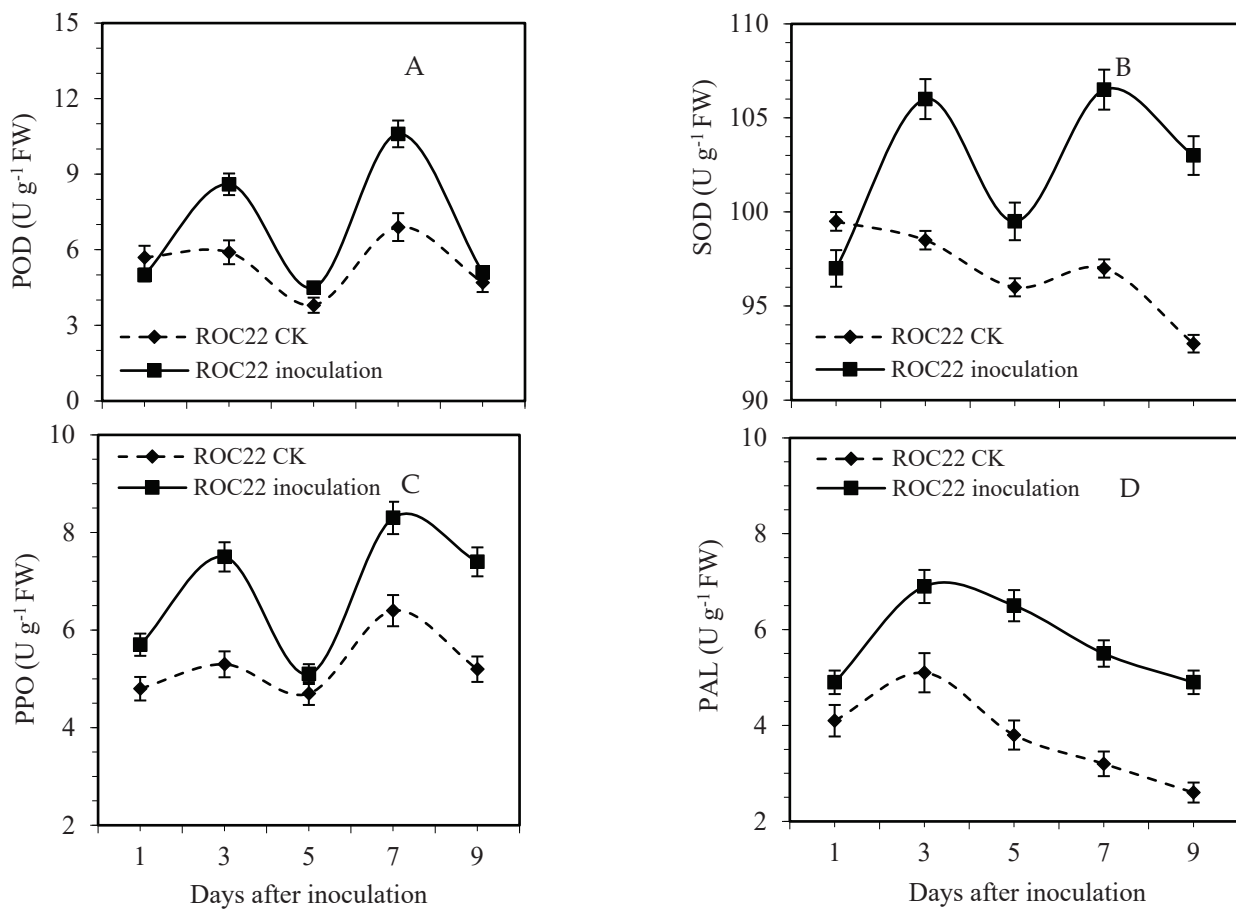 POD (U g⁻¹ FW)
15
12
9
6
3
0
A
ROC22 CK
ROC22 inoculation
SOD (U g⁻¹ FW)
110
105
100
95
90
B
ROC22 CK
ROC22 inoculation
PPO (U g⁻¹ FW)
10
8
6
4
2
ROC22 CK
ROC22 inoculation
C
1 3 5 7 9
Days after inoculation
PAL (U g⁻¹ FW)
10
8
6
4
2
ROC22 CK
ROC22 inoculation
D
1 3 5 7 9
Days after inoculation